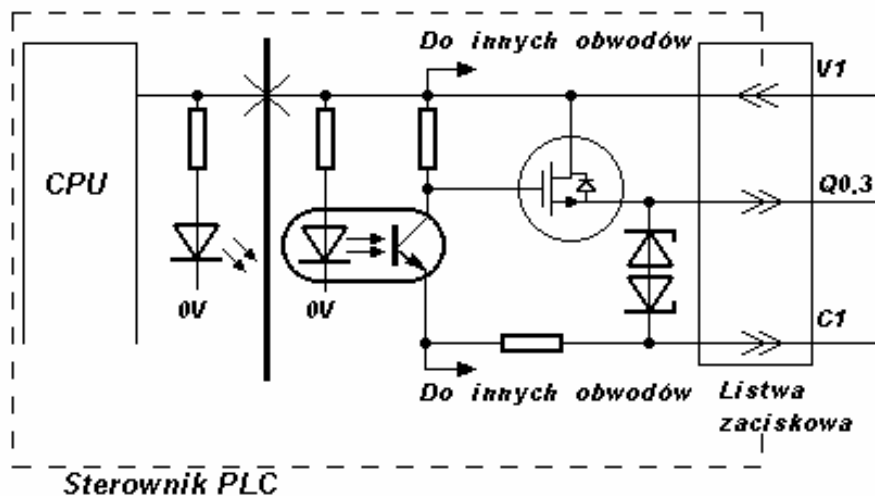 Do innych obwodów
V1
CPU
Q0.3
0V
0V
C1
Do innych obwodów
Listwa
zaciskowa
Sterownik PLC